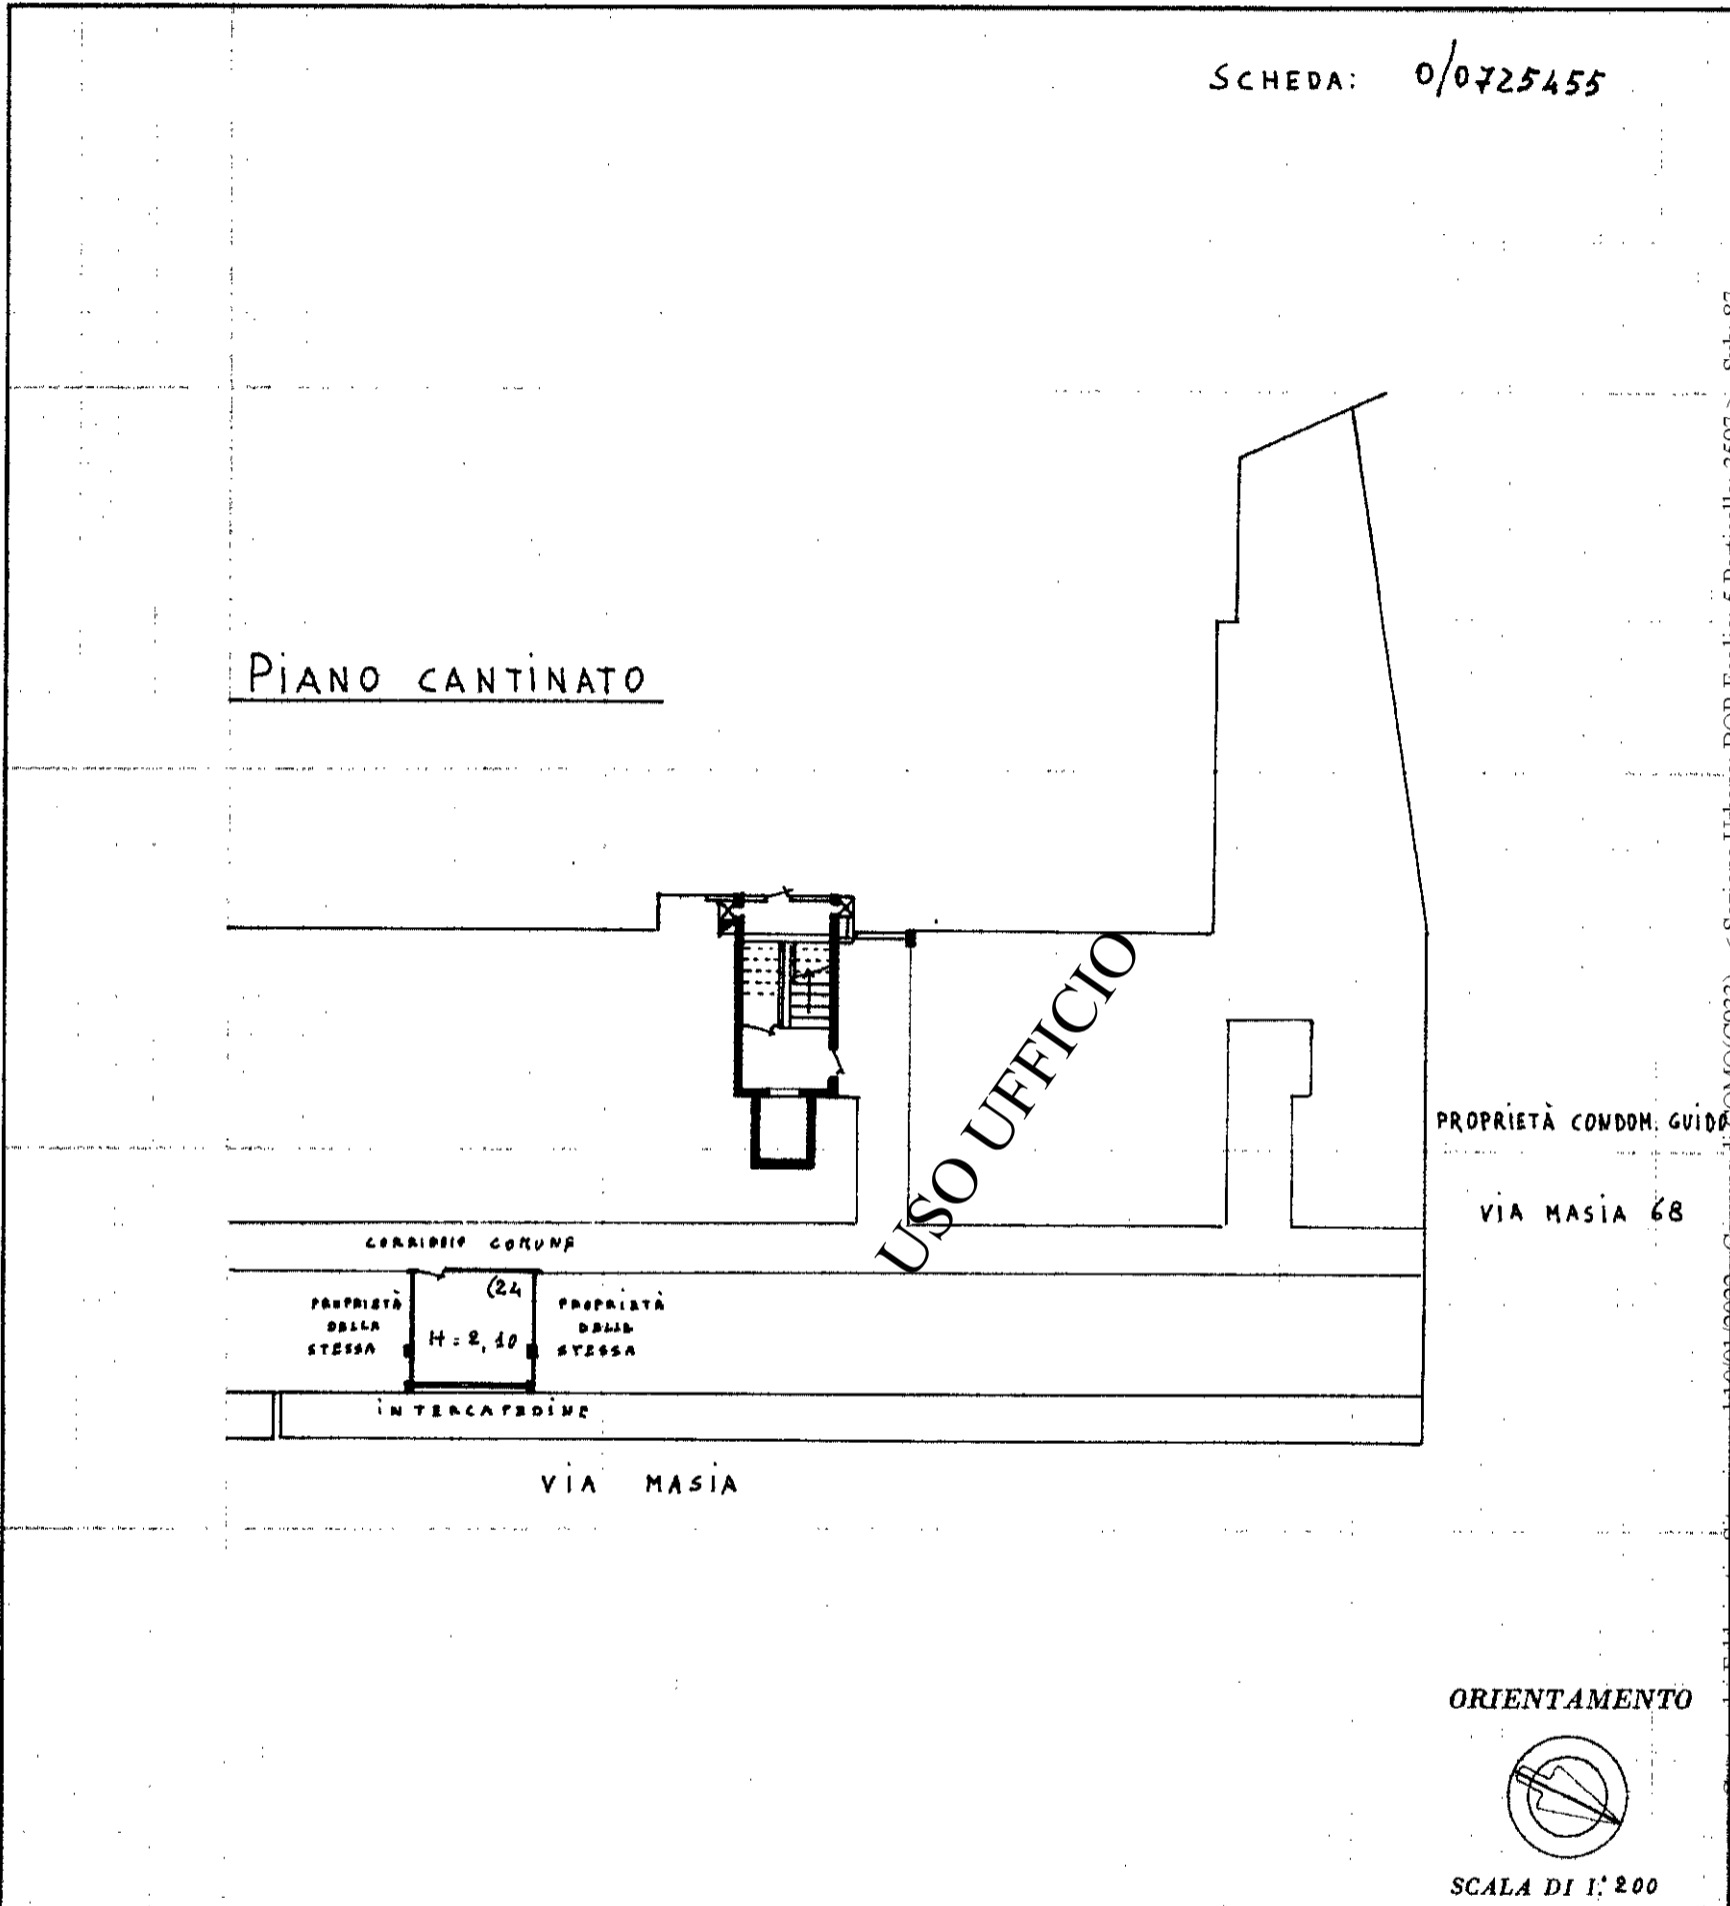 SCHEDA: 0/0725455
PIANO CANTINATO
USO UFFICIO
PROPRIETÀ CONDOM. GUIDO
VIA MASIA 68
CORRIDOIO COMUNE
(24
PROPRIETÀ
DELLA
STESSA
H = 2,10
PROPRIETÀ
DELLA
STESSA
INTERCAPEDINE
VIA MASIA
ORIENTAMENTO
SCALA DI 1:200